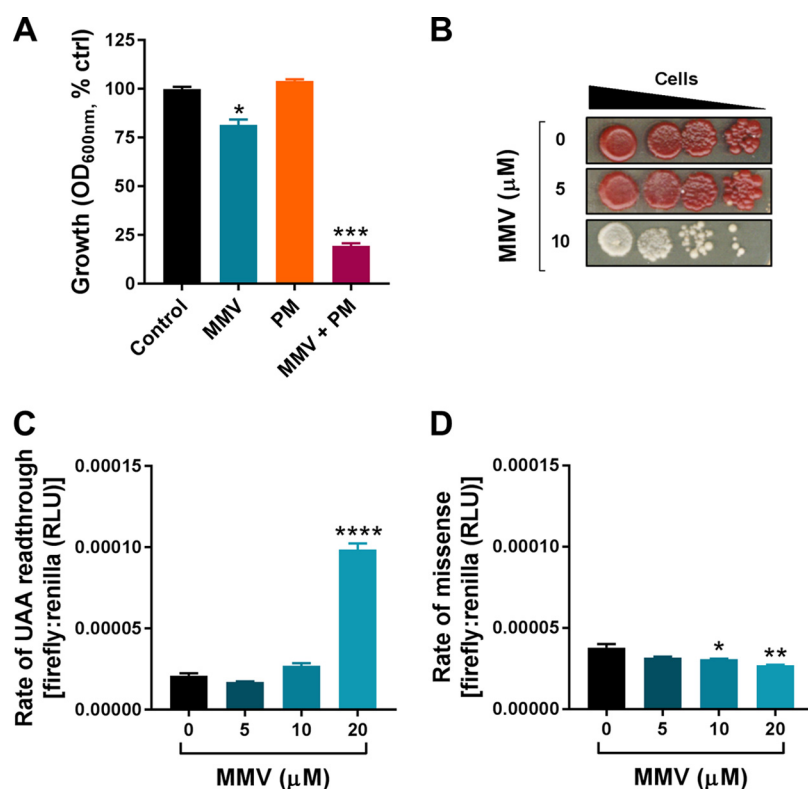 A
Growth (OD600nm, % ctrl)
125
100
75
50
25
0
*
***
Control
MMV
PM
MMV + PM
B
Cells
MMV (μM)
0
5
10
C
Rate of UAA readthrough
[firefly:renilla (RLU)]
0.00015
0.00010
0.00005
0.00000
****
0 5 10 20
MMV (μM)
D
Rate of missense
[firefly:renilla (RLU)]
0.00015
0.00010
0.00005
0.00000
*
**
0 5 10 20
MMV (μM)